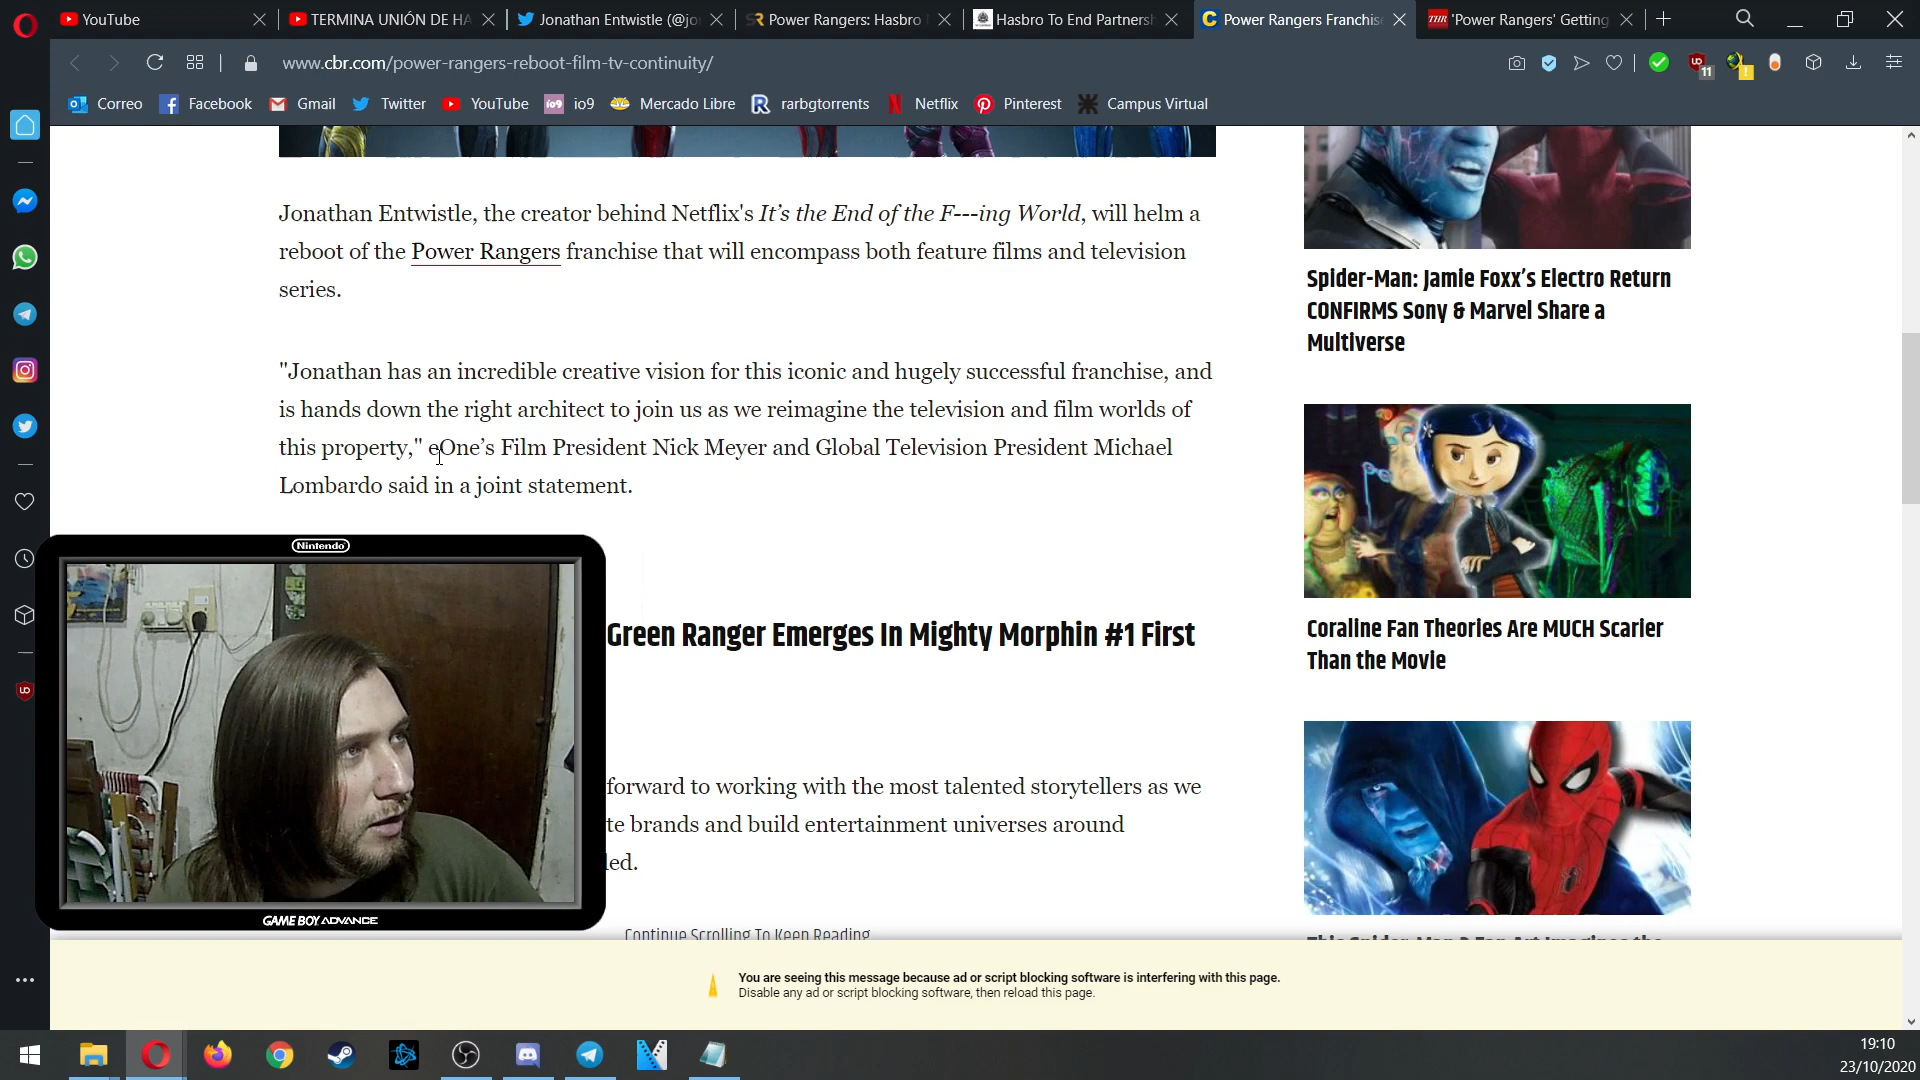 YouTube
TERMINA UNIÓN DE HA
Jonathan Entwistle (@jo
Power Rangers: Hasbro
Hasbro To End Partners
Power Rangers Franchis
'Power Rangers' Getting
www.cbr.com/power-rangers-reboot-film-tv-continuity/
11
Correo
Facebook
Gmail
Twitter
YouTube
io9
io9
Mercado Libre
rarbgtorrents
Netflix
Pinterest
Campus Virtual
Jonathan Entwistle, the creator behind Netflix's It's the End of the F---ing World, will helm a
reboot of the Power Rangers franchise that will encompass both feature films and television
series.
"Jonathan has an incredible creative vision for this iconic and hugely successful franchise, and
is hands down the right architect to join us as we reimagine the television and film worlds of
this property," eOne's Film President Nick Meyer and Global Television President Michael
Lombardo said in a joint statement.
Green Ranger Emerges In Mighty Morphin #1 First
forward to working with the most talented storytellers as we
te brands and build entertainment universes around
led.
Continue Scrolling To Keep Reading
Spider-Man: Jamie Foxx's Electro Return
CONFIRMS Sony & Marvel Share a
Multiverse
Coraline Fan Theories Are MUCH Scarier
Than the Movie
Nintendo
GAME BOY ADVANCE
You are seeing this message because ad or script blocking software is interfering with this page.
Disable any ad or script blocking software, then reload this page.
19:10
23/10/2020